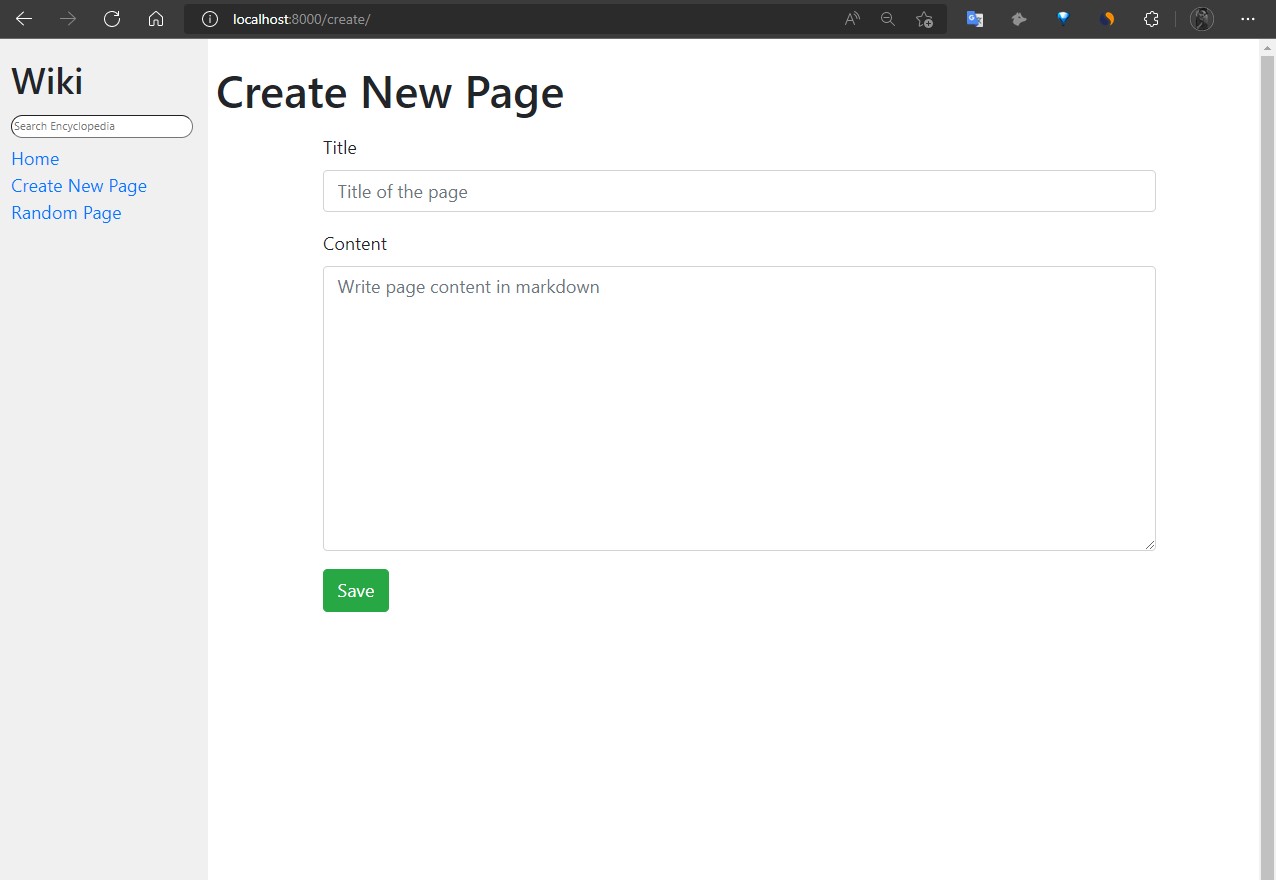 localhost:8000/create/
Wiki
Search Encyclopedia
Home
Create New Page
Random Page
Create New Page
Title
Title of the page
Content
Write page content in markdown
Save